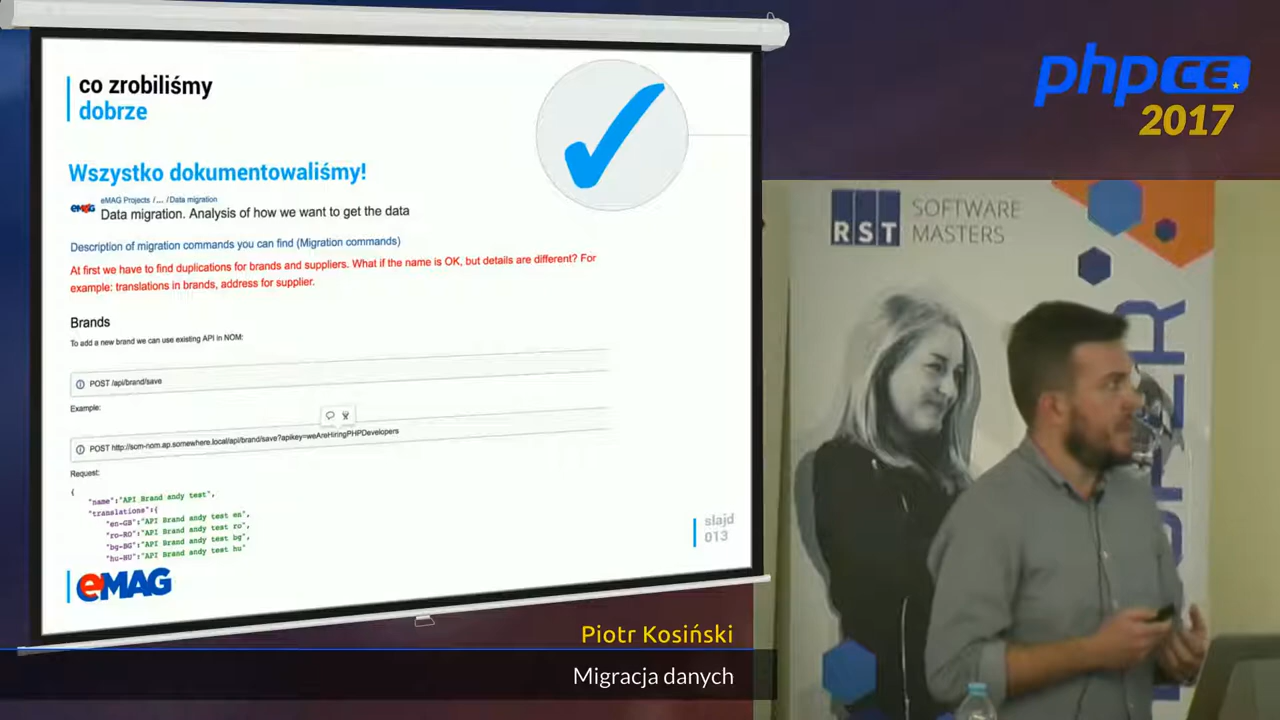 co zrobiliśmy
dobrze
Wszystko dokumentowaliśmy!
eMAG
eMAG Projects /... /Data migration
Data migration. Analysis of how we want to get the data
Description of migration commands you can find (Migration commands)
At first we have to find duplications for brands and suppliers. What if the name is OK, but details are different? For
example: translations in brands, address for supplier.
Brands
To add a new brand we can use existing API in NOM:
POST /api/brand/save
Example:
POST http://scm-nom.ap.somewhere.local/api/brand/save?apikey=weAreHiringPHPDevelopers
Request:
{
"name":"API Brand andy test",
"translations":{
"en-GB":"API Brand andy test en",
"ro-RO":"API Brand andy test ro",
"bg-BG":"API Brand andy test bg",
"hu-HU":"API Brand andy test hu"
eMAG
slajd
013
phpCE
2017
RST
SOFTWARE
MASTERS
Piotr Kosiński
Migracja danych